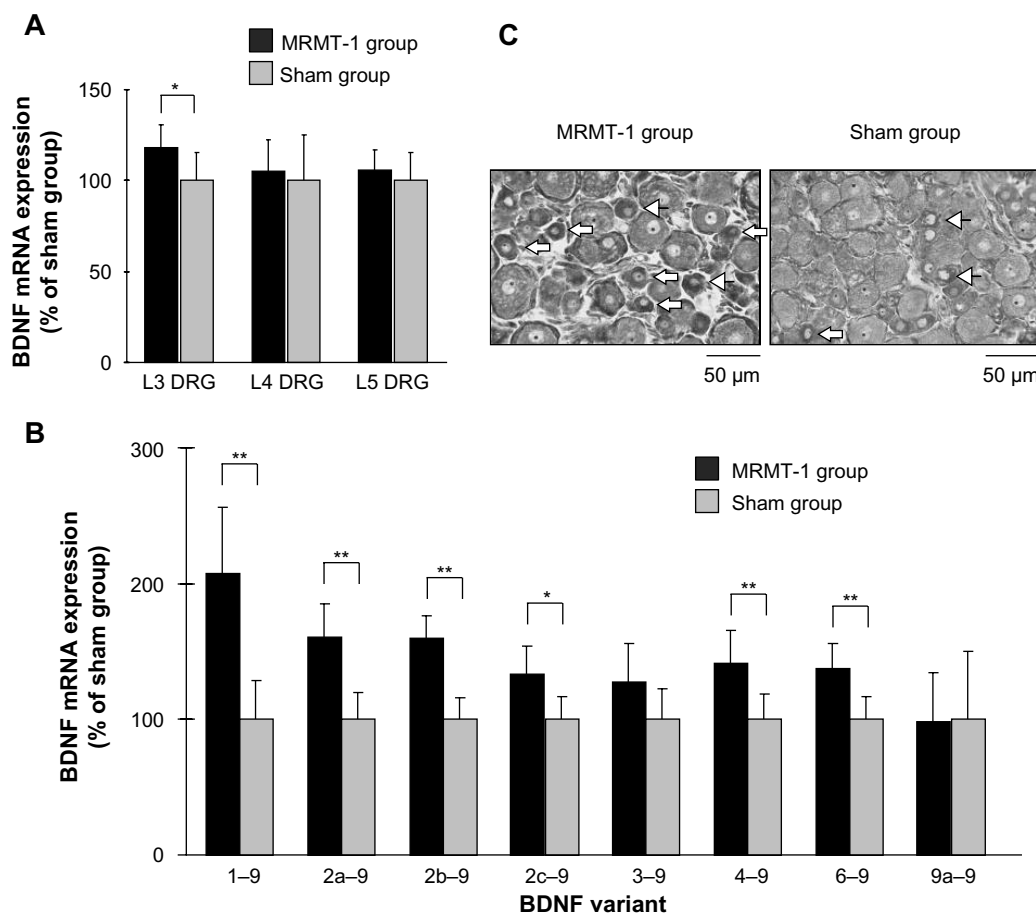 A
MRMT-1 group
Sham group
BDNF mRNA expression
(% of sham group)
150
100
50
0
*
L3 DRG
L4 DRG
L5 DRG
C
MRMT-1 group
Sham group
50 µm
50 µm
B
BDNF mRNA expression
(% of sham group)
300
200
100
0
MRMT-1 group
Sham group
**
**
**
*
**
**
1–9
2a–9
2b–9
2c–9
3–9
4–9
6–9
9a–9
BDNF variant